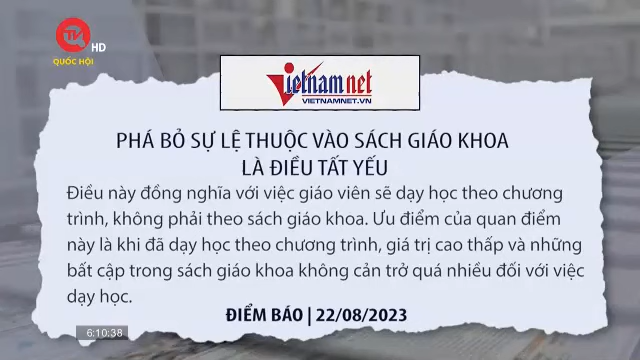 QUỐC HỘI
HD
vietnamnet
VIETNAMNET.VN
PHÁ BỎ SỰ LỆ THUỘC VÀO SÁCH GIÁO KHOA
LÀ ĐIỀU TẤT YẾU
Điều này đồng nghĩa với việc giáo viên sẽ dạy học theo chương
trình, không phải theo sách giáo khoa. Ưu điểm của quan điểm
này là khi đã dạy học theo chương trình, giá trị cao thấp và những
bất cập trong sách giáo khoa không cản trở quá nhiều đối với việc
dạy học.
ĐIỂM BÁO | 22/08/2023
6:10:38